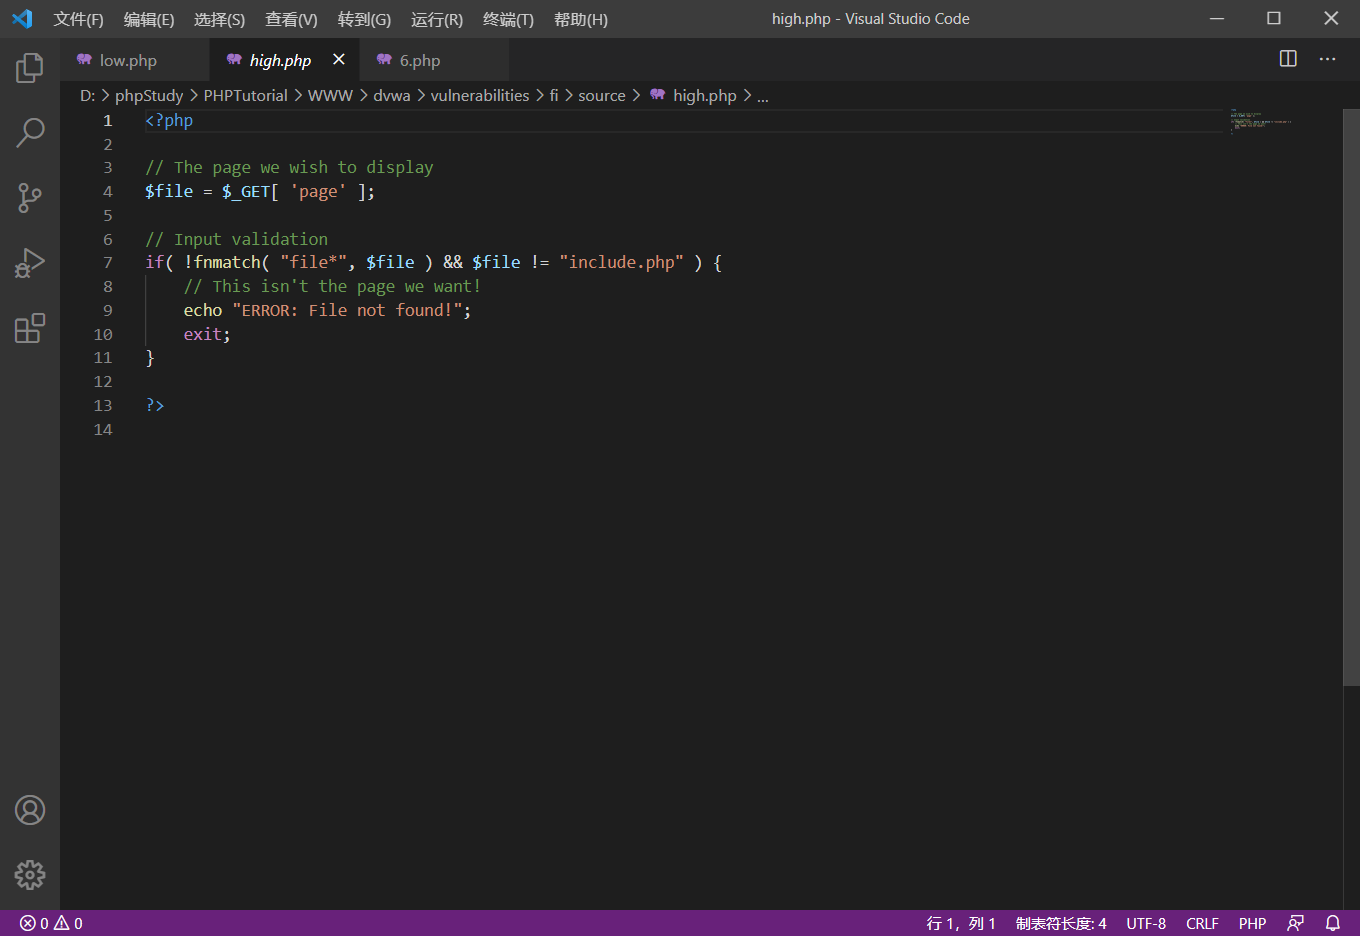 文件(F) 编辑(E) 选择(S) 查看(V) 转到(G) 运行(R) 终端(T) 帮助(H) high.php - Visual Studio Code
low.php high.php 6.php
D: > phpStudy > PHPTutorial > WWW > dvwa > vulnerabilities > fi > source > high.php > ...
1 <?php
2
3 // The page we wish to display
4 $file = $_GET[ 'page' ];
5
6 // Input validation
7 if( !fnmatch( "file*", $file ) && $file != "include.php" ) {
8     // This isn't the page we want!
9     echo "ERROR: File not found!";
10     exit;
11 }
12
13 ?>
14
0 0 行 1，列 1 制表符长度: 4 UTF-8 CRLF PHP